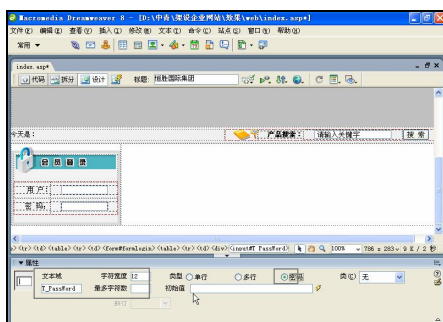 Macromedia Dreamweaver 8 - [D:\中青\架设企业网站\效果\web\index.asp*]
文件(F) 编辑(E) 查看(V) 插入(I) 修改(M) 文本(T) 命令(C) 站点(S) 窗口(W) 帮助(H)
常用
index.asp*
代码 拆分 设计 标题: 恒胜国际集团
今天是: 产品搜索: 请输入关键字 搜 索
会 员 登 录
用 户:
密 码:
<tr> <td> <table> <tr> <td> <form#formlogin> <table> <tr> <td> <div> <input#T_PassWord> 100% 786 x 283 9 K / 2 秒
属性
文本域 字符宽度 12 类型 单行 多行 密码 类(C) 无
T_PassWord 最多字符数 初始值
换行